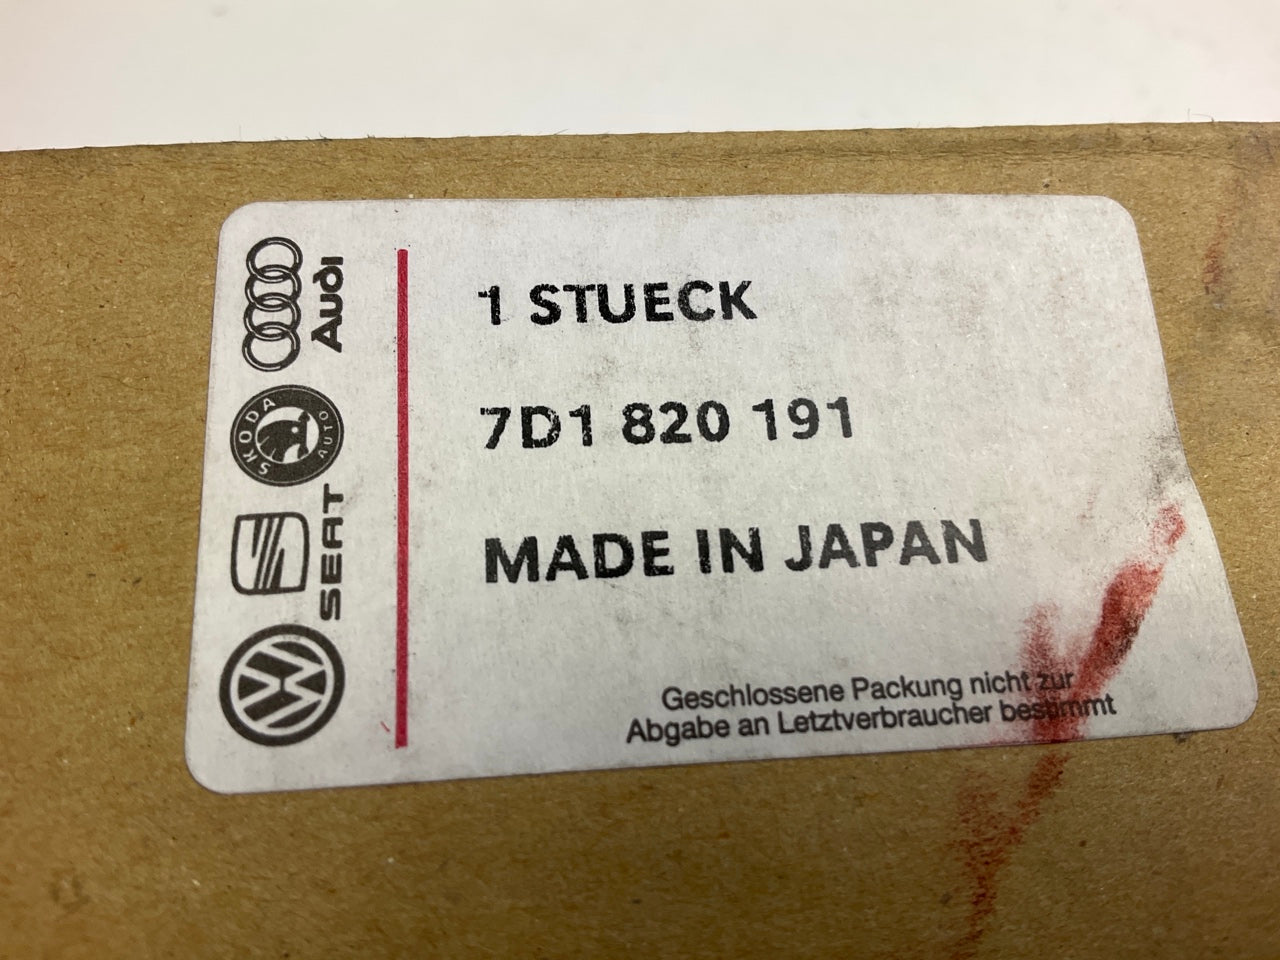 Audi
SKODA
AUTO
SEAT
1 STUECK
7D1 820 191
MADE IN JAPAN
Geschlossene Packung nicht zur
Abgabe an Letztverbraucher bestimmt